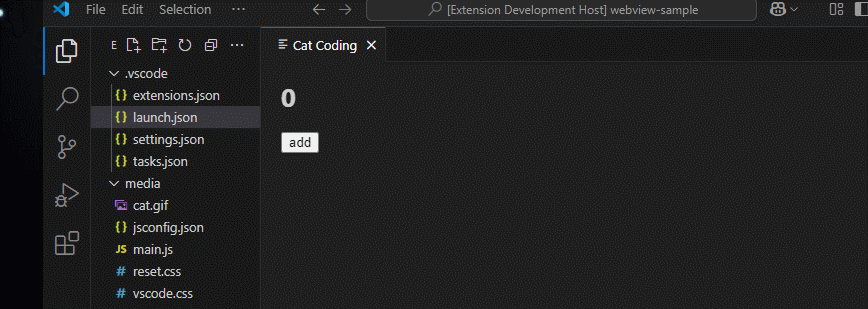 File Edit Selection ··· [Extension Development Host] webview-sample
E ··· Cat Coding
.vscode
{} extensions.json
{} launch.json
{} settings.json
{} tasks.json
media
cat.gif
{} jsconfig.json
JS main.js
# reset.css
# vscode.css
0
add